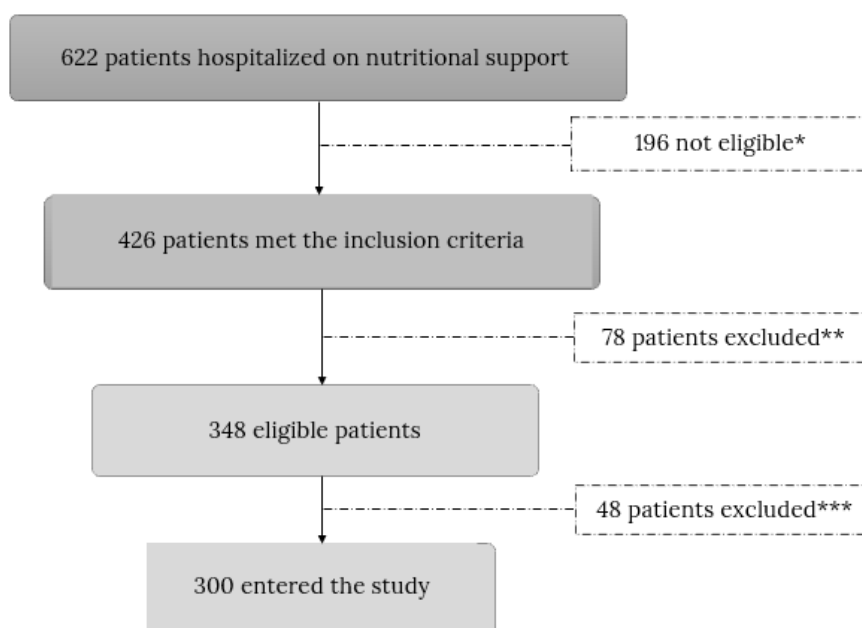 622 patients hospitalized on nutritional support
196 not eligible*
426 patients met the inclusion criteria
78 patients excluded**
348 eligible patients
48 patients excluded***
300 entered the study